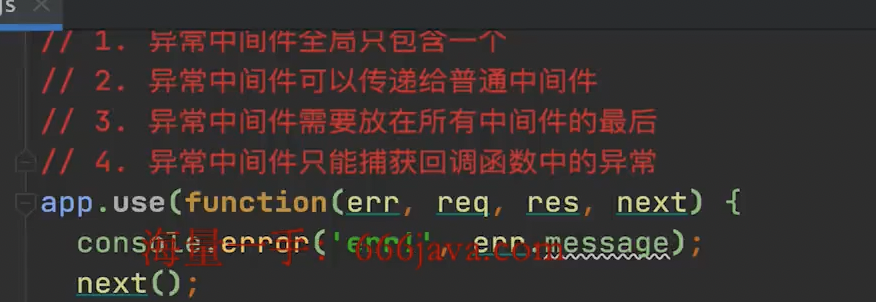 js
// 1. 异常中间件全局只包含一个
// 2. 异常中间件可以传递给普通中间件
// 3. 异常中间件需要放在所有中间件的最后
// 4. 异常中间件只能捕获回调函数中的异常
app.use(function(err, req, res, next) {
console.error('err!', err.message);
海量一手：666java.com
next();